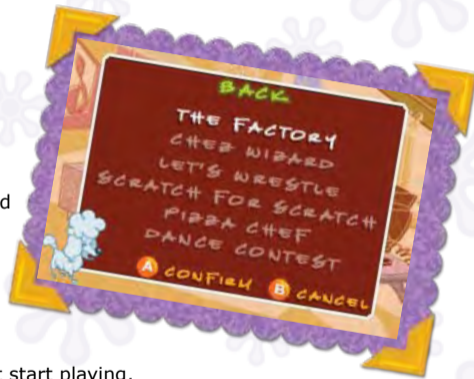 BACK
THE FACTORY
CHEZ WIZARD
LET'S WRESTLE
SCRATCH FOR SCRATCH
PIZZA CHEF
DANCE CONTEST
A CONFIRM B CANCEL
start playing.